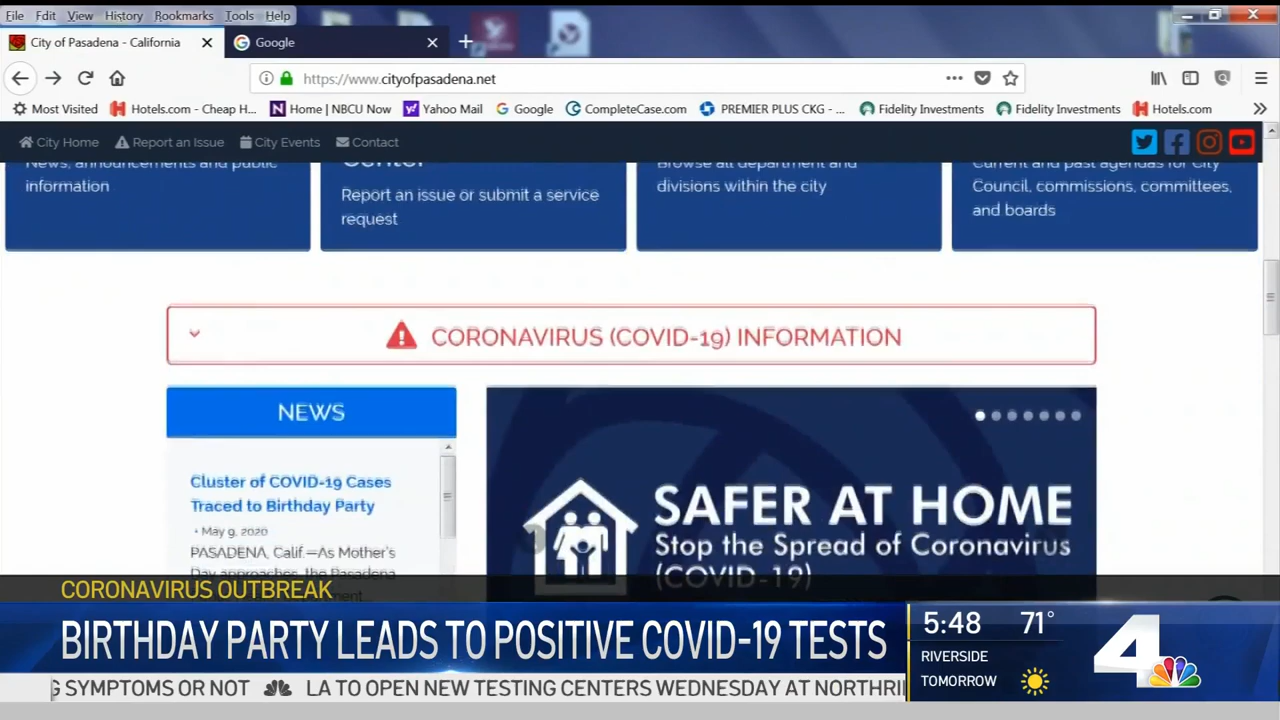 File Edit View History Bookmarks Tools Help
City of Pasadena - California
Google
https://www.cityofpasadena.net
Most Visited
Hotels.com - Cheap H...
Home | NBCU Now
Yahoo Mail
Google
CompleteCase.com
PREMIER PLUS CKG - ...
Fidelity Investments
Fidelity Investments
Hotels.com
City Home
Report an Issue
City Events
Contact
News, announcements and public
information
Center
Report an issue or submit a service
request
Browse all department and
divisions within the city
Current and past agendas for City
Council, commissions, committees,
and boards
CORONAVIRUS (COVID-19) INFORMATION
NEWS
Cluster of COVID-19 Cases
Traced to Birthday Party
• May 9, 2020
PASADENA, Calif.—As Mother's
Day approaches, the Pasadena
SAFER AT HOME
Stop the Spread of Coronavirus
(COVID-19)
CORONAVIRUS OUTBREAK
BIRTHDAY PARTY LEADS TO POSITIVE COVID-19 TESTS
5:48 71°
RIVERSIDE
TOMORROW
4
G SYMPTOMS OR NOT
LA TO OPEN NEW TESTING CENTERS WEDNESDAY AT NORTHRI